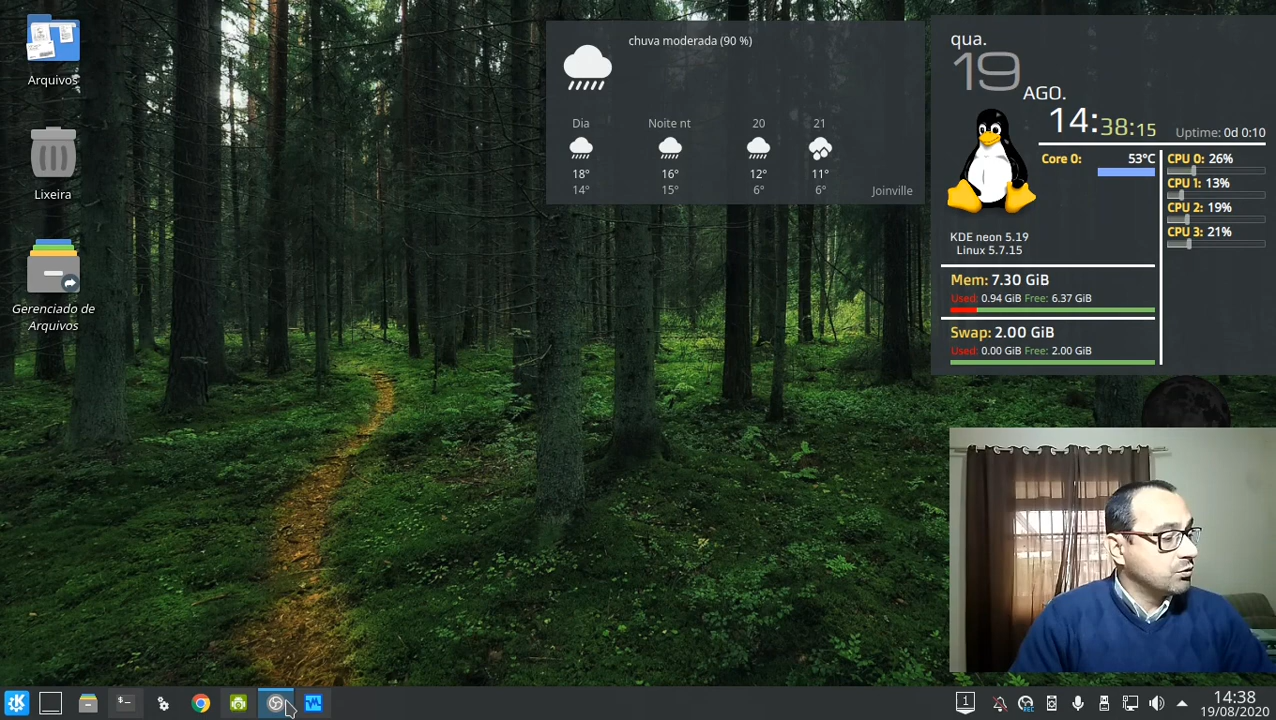 Arquivos
Lixeira
Gerenciado de
Arquivos
chuva moderada (90 %)
Dia
Noite nt
20
21
18°
16°
12°
11°
14°
15°
6°
6°
Joinville
qua.
19
AGO.
14:38:15
Uptime: 0d 0:10
Core 0: 53°C
CPU 0: 26%
CPU 1: 13%
CPU 2: 19%
CPU 3: 21%
KDE neon 5.19
Linux 5.7.15
Mem: 7.30 GiB
Used: 0.94 GiB Free: 6.37 GiB
Swap: 2.00 GiB
Used: 0.00 GiB Free: 2.00 GiB
REC
14:38
19/08/2020